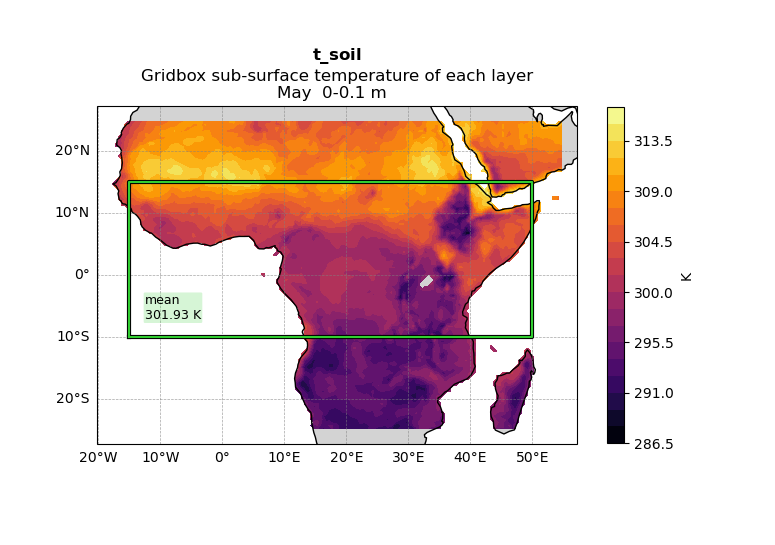 t_soil
Gridbox sub-surface temperature of each layer
May  0-0.1 m
20°N
10°N
0°
10°S
20°S
mean
301.93 K
20°W
10°W
0°
10°E
20°E
30°E
40°E
50°E
313.5
309.0
304.5
300.0
295.5
291.0
286.5
K